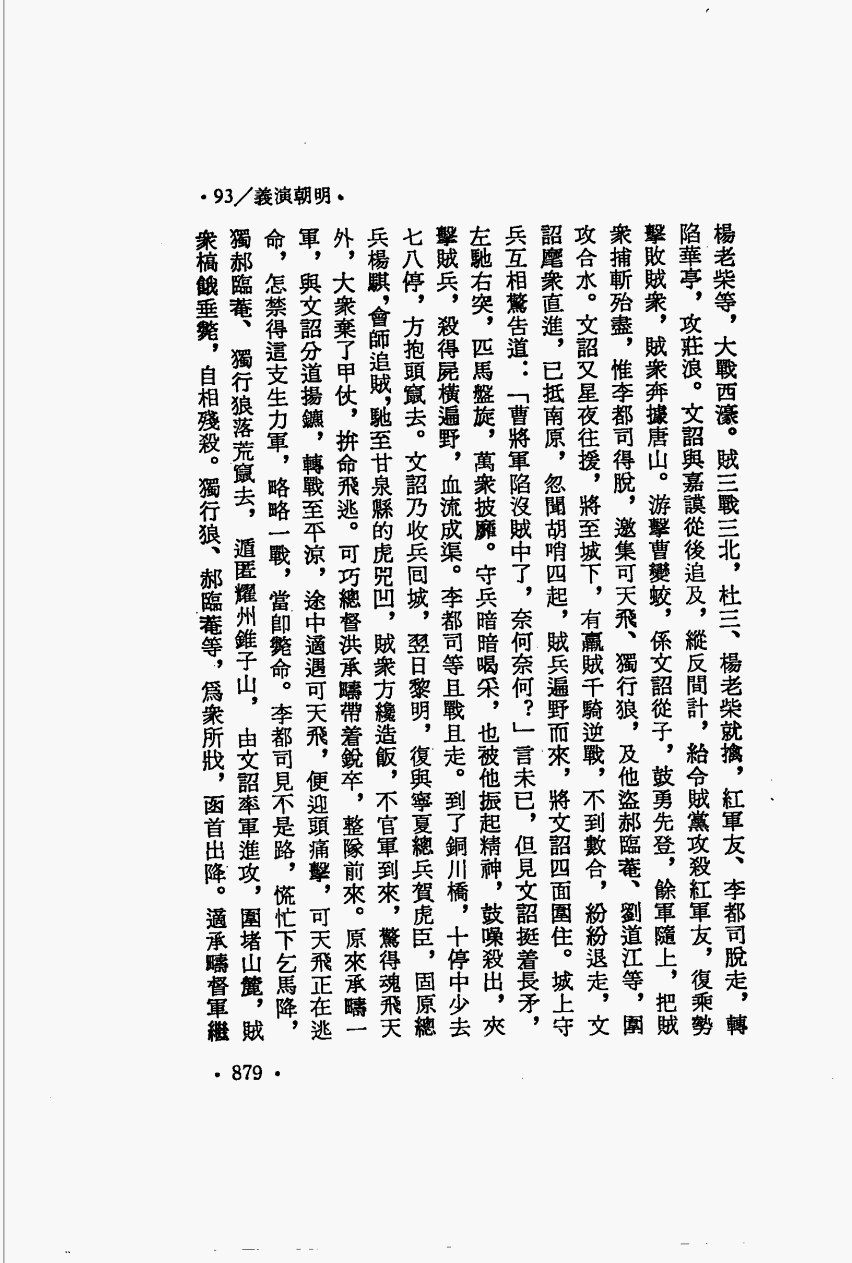 ·93/義演朝明·
楊老柴等，大戰西濠。賊三戰三北，杜三、楊老柴就擒，紅軍友、李都司脫走，轉
陷華亭，攻莊浪。文詔與嘉謨從後追及，縱反間計，給令賊黨攻殺紅軍友，復乘勢
擊敗賊衆，賊衆奔據唐山。游擊曹變蛟，係文詔從子，鼓勇先登，餘軍隨上，把賊
衆捕斬殆盡，惟李都司得脫，邀集可天飛、獨行狼，及他盜郝臨菴、劉道江等，圍
攻合水。文詔又星夜往援，將至城下，有羸賊千騎逆戰，不到數合，紛紛退走，文
詔麾衆直進，已抵南原，忽聞胡哨四起，賊兵遍野而來，將文詔四面圍住。城上守
兵互相驚告道：「曹將軍陷沒賊中了，奈何奈何？」言未已，但見文詔挺着長矛，
左馳右突，匹馬盤旋，萬衆披靡。守兵暗暗喝采，也被他振起精神，鼓噪殺出，夾
擊賊兵，殺得屍橫遍野，血流成渠。李都司等且戰且走。到了銅川橋，十停中少去
七八停，方抱頭竄去。文詔乃收兵回城，翌日黎明，復與寧夏總兵賀虎臣，固原總
兵楊騏，會師追賊，馳至甘泉縣的虎兕凹，賊衆方纔造飯，不官軍到來，驚得魂飛天
外，大衆棄了甲仗，拚命飛逃。可巧總督洪承疇帶着銳卒，整隊前來。原來承疇一
軍，與文詔分道揚鑣，轉戰至平涼，途中適遇可天飛，便迎頭痛擊，可天飛正在逃
命，怎禁得這支生力軍，略略一戰，當卽斃命。李都司見不是路，慌忙下乞馬降，
獨郝臨菴、獨行狼落荒竄去，遁匿耀州錐子山，由文詔率軍進攻，圍堵山麓，賊
衆槁餓垂斃，自相殘殺。獨行狼、郝臨菴等，爲衆所戕，函首出降。適承疇督軍繼
·879·